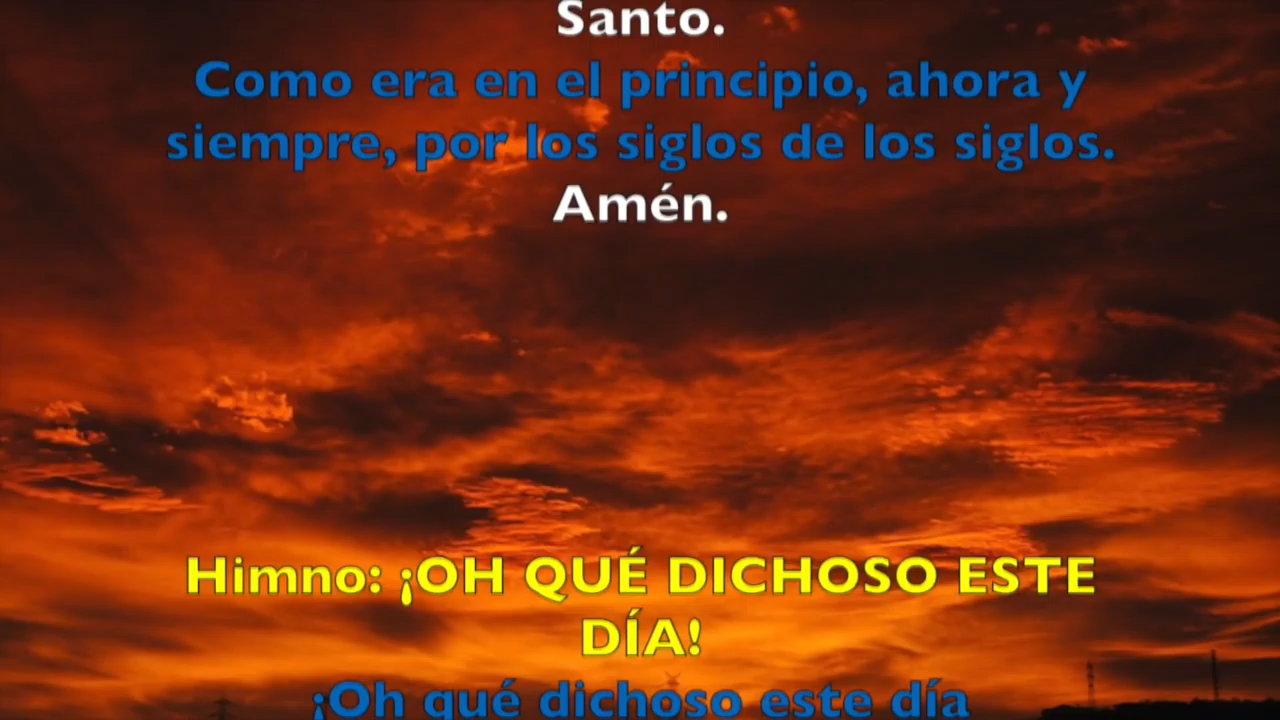 Santo.
Como era en el principio, ahora y
siempre, por los siglos de los siglos.
Amén.
Himno: ¡OH QUÉ DICHOSO ESTE
DÍA!
¡Oh qué dichoso este día